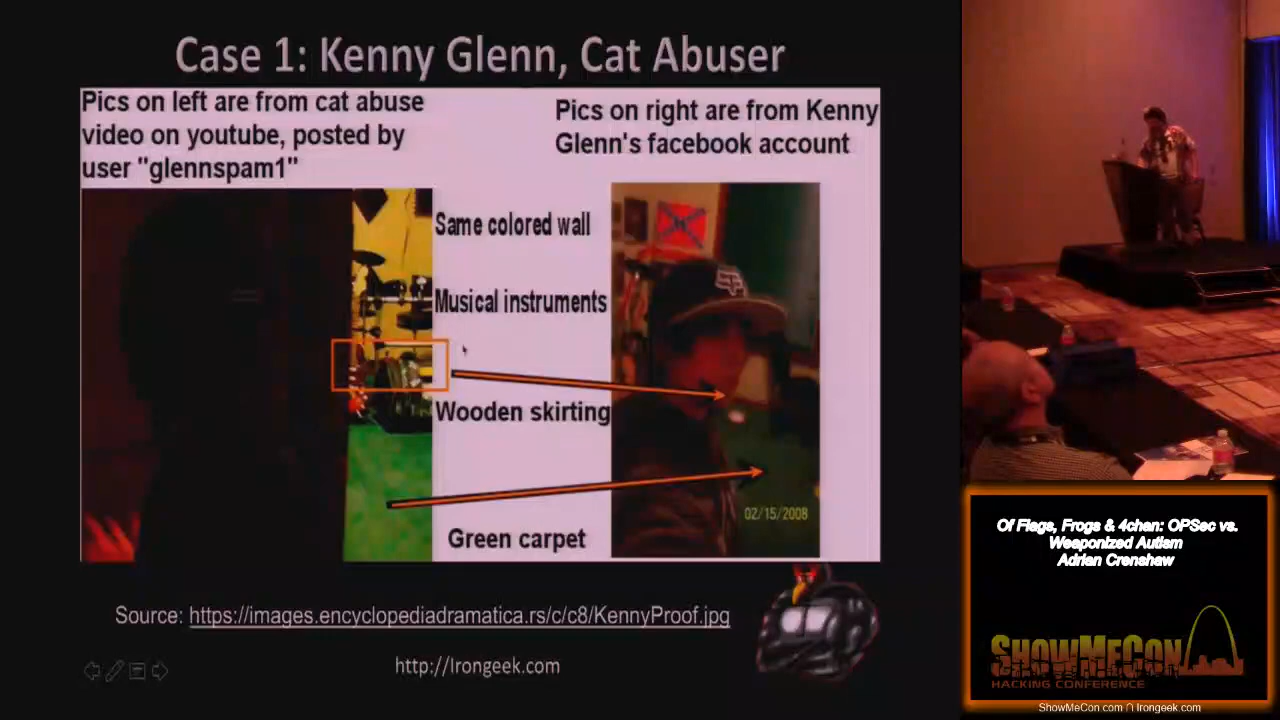 Case 1: Kenny Glenn, Cat Abuser
Pics on left are from cat abuse
video on youtube, posted by
user "glennspam1"
Pics on right are from Kenny
Glenn's facebook account
Same colored wall
Musical instruments
Wooden skirting
Green carpet
02/15/2008
Source: https://images.encyclopediadramatica.rs/c/c8/KennyProof.jpg
http://Irongeek.com
Of Flags, Frogs & 4chan: OPSec vs.
Weaponized Autism
Adrian Crenshaw
SHOWMECON
HACKING CONFERENCE
ShowMeCon.com ∩ Irongeek.com